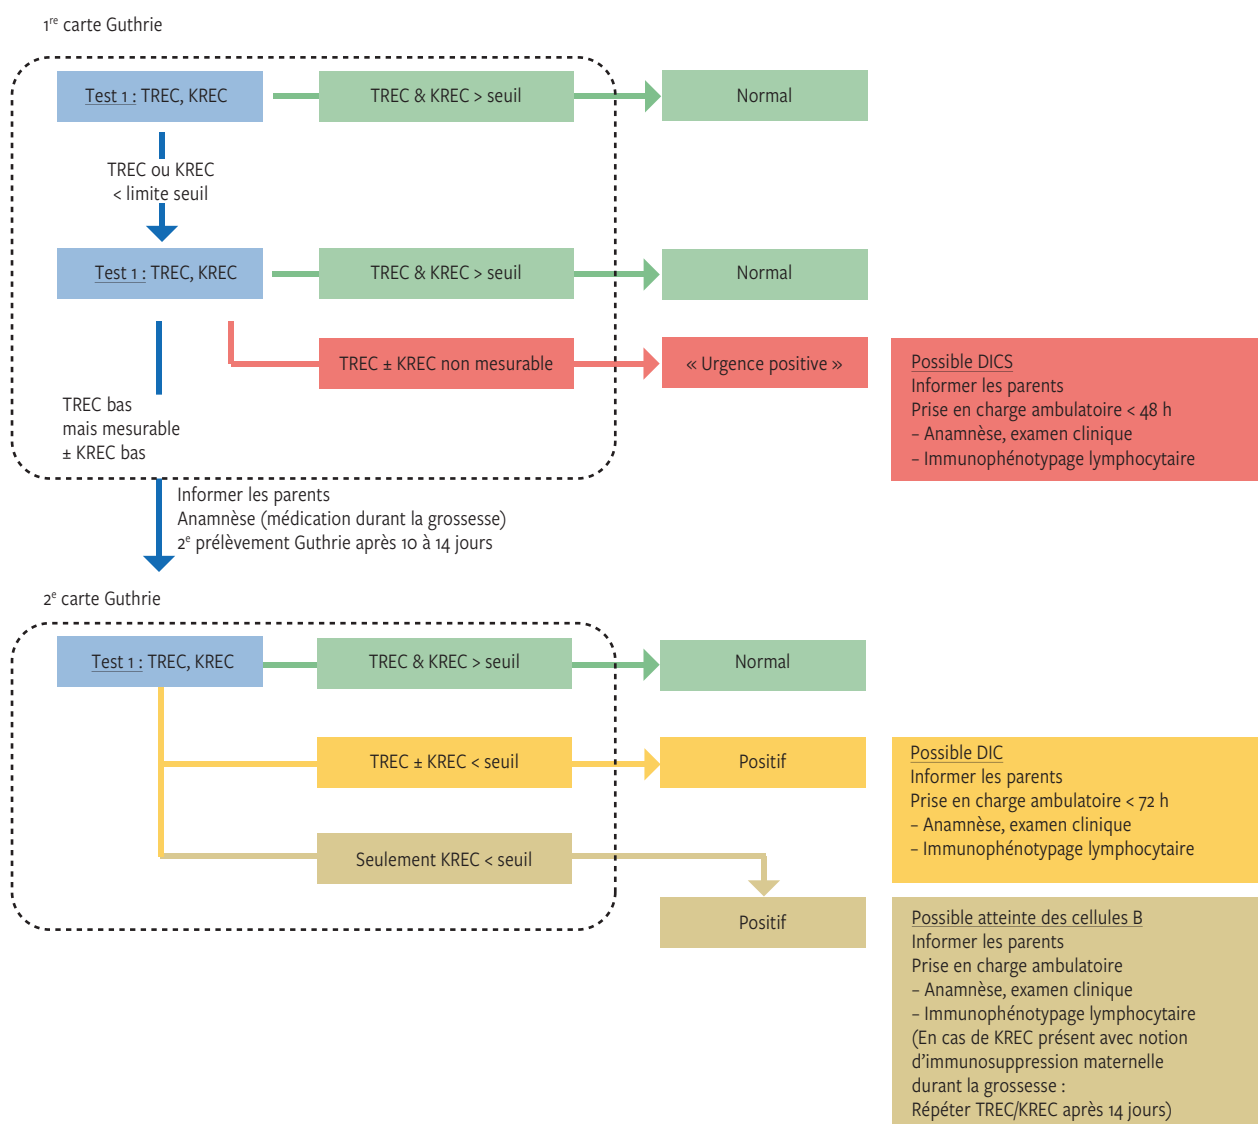 1re carte Guthrie
Test 1 : TREC, KREC
TREC & KREC > seuil
Normal
TREC ou KREC
< limite seuil
Test 1 : TREC, KREC
TREC & KREC > seuil
Normal
TREC ± KREC non mesurable
« Urgence positive »
Possible DICS
Informer les parents
Prise en charge ambulatoire < 48 h
– Anamnèse, examen clinique
– Immunophénotypage lymphocytaire
TREC bas
mais mesurable
± KREC bas
Informer les parents
Anamnèse (médication durant la grossesse)
2e prélèvement Guthrie après 10 à 14 jours
2e carte Guthrie
Test 1 : TREC, KREC
TREC & KREC > seuil
Normal
TREC ± KREC < seuil
Positif
Possible DIC
Informer les parents
Prise en charge ambulatoire < 72 h
– Anamnèse, examen clinique
– Immunophénotypage lymphocytaire
Seulement KREC < seuil
Positif
Possible atteinte des cellules B
Informer les parents
Prise en charge ambulatoire
– Anamnèse, examen clinique
– Immunophénotypage lymphocytaire
(En cas de KREC présent avec notion
d'immunosuppression maternelle
durant la grossesse :
Répéter TREC/KREC après 14 jours)